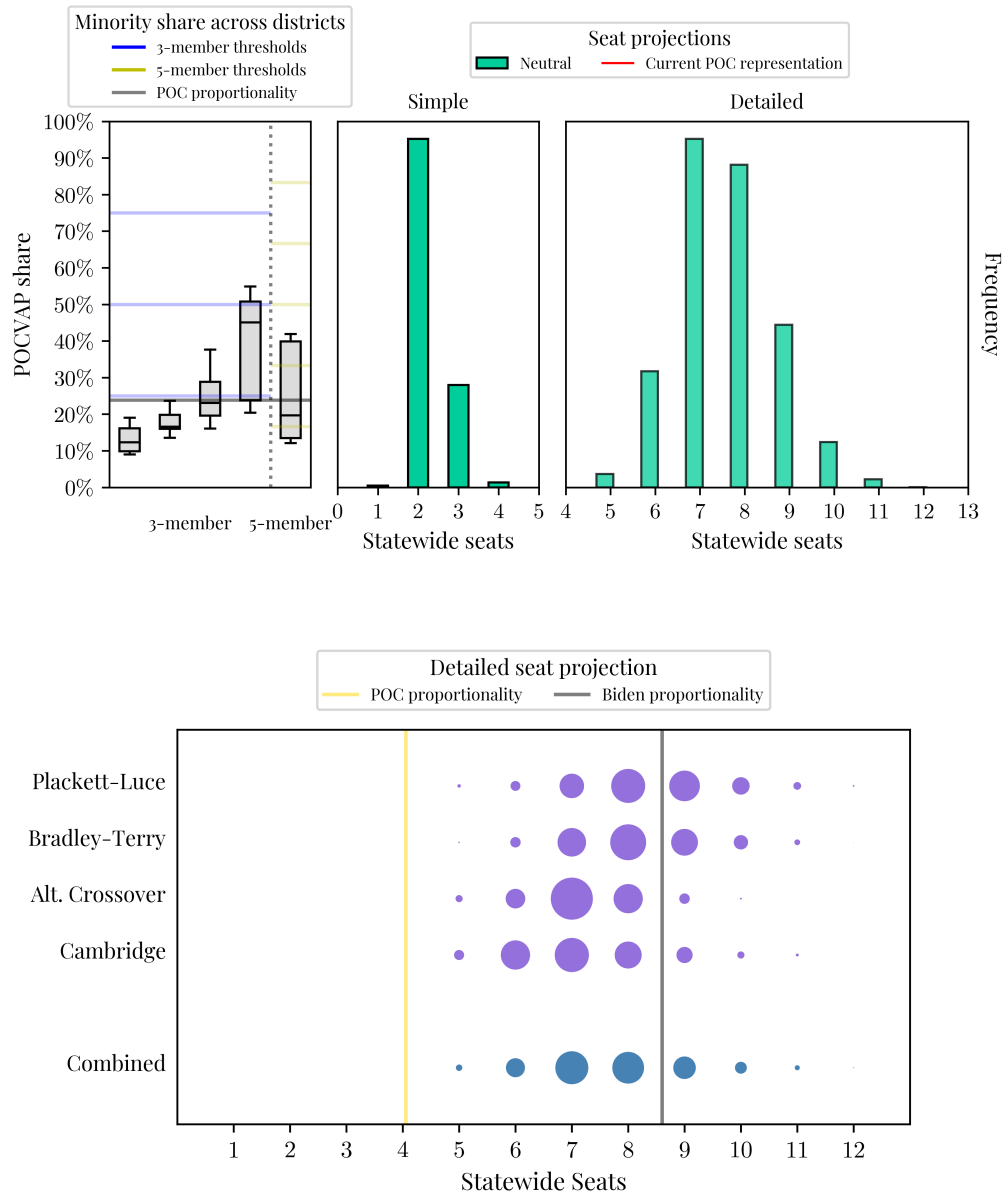 Minority share across districts
3-member thresholds
5-member thresholds
POC proportionality
Seat projections
Neutral
Current POC representation
Simple
Detailed
100%
90%
80%
70%
60%
50%
40%
30%
20%
10%
0%
POCVAP share
3-member
5-member
0 1 2 3 4 5
Statewide seats
4 5 6 7 8 9 10 11 12 13
Statewide seats
Frequency
Detailed seat projection
POC proportionality
Biden proportionality
Plackett-Luce
Bradley-Terry
Alt. Crossover
Cambridge
Combined
1 2 3 4 5 6 7 8 9 10 11 12
Statewide Seats